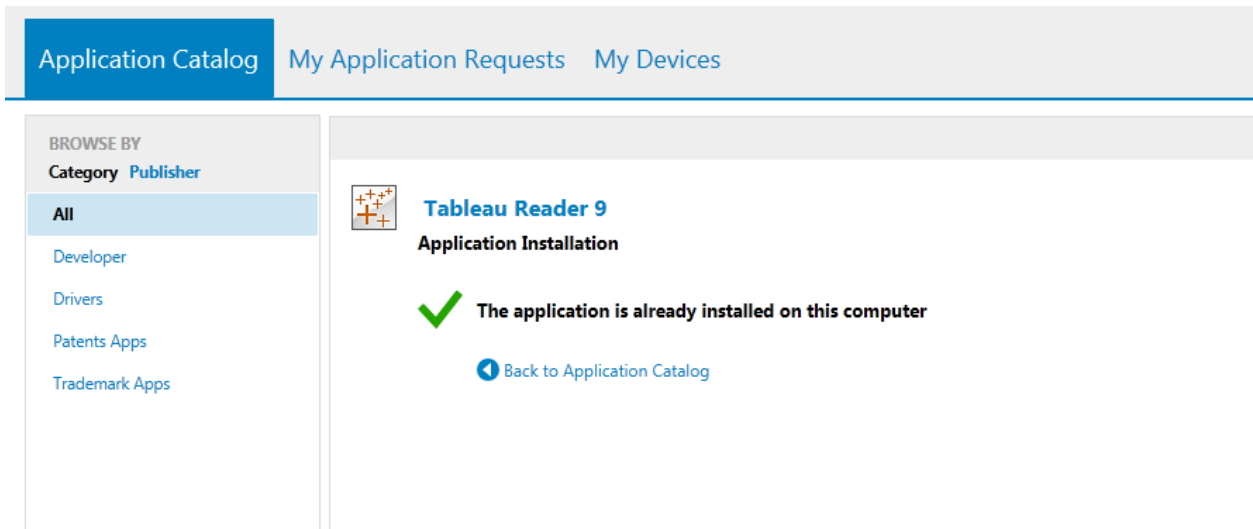 Application Catalog My Application Requests My Devices
BROWSE BY
Category Publisher
All
Developer
Drivers
Patents Apps
Trademark Apps
Tableau Reader 9
Application Installation
The application is already installed on this computer
Back to Application Catalog